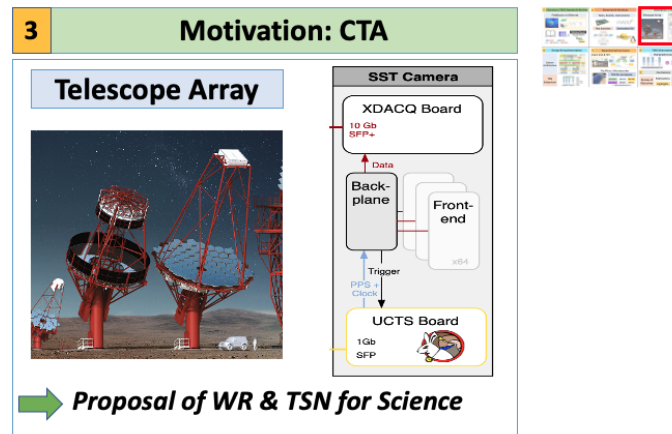 3
Motivation: CTA
Telescope Array
SST Camera
XDACQ Board
10 Gb
SFP+
Data
Back-
plane
Front-
end
x64
Trigger
PPS +
Clock
UCTS Board
1Gb
SFP
Proposal of WR & TSN for Science